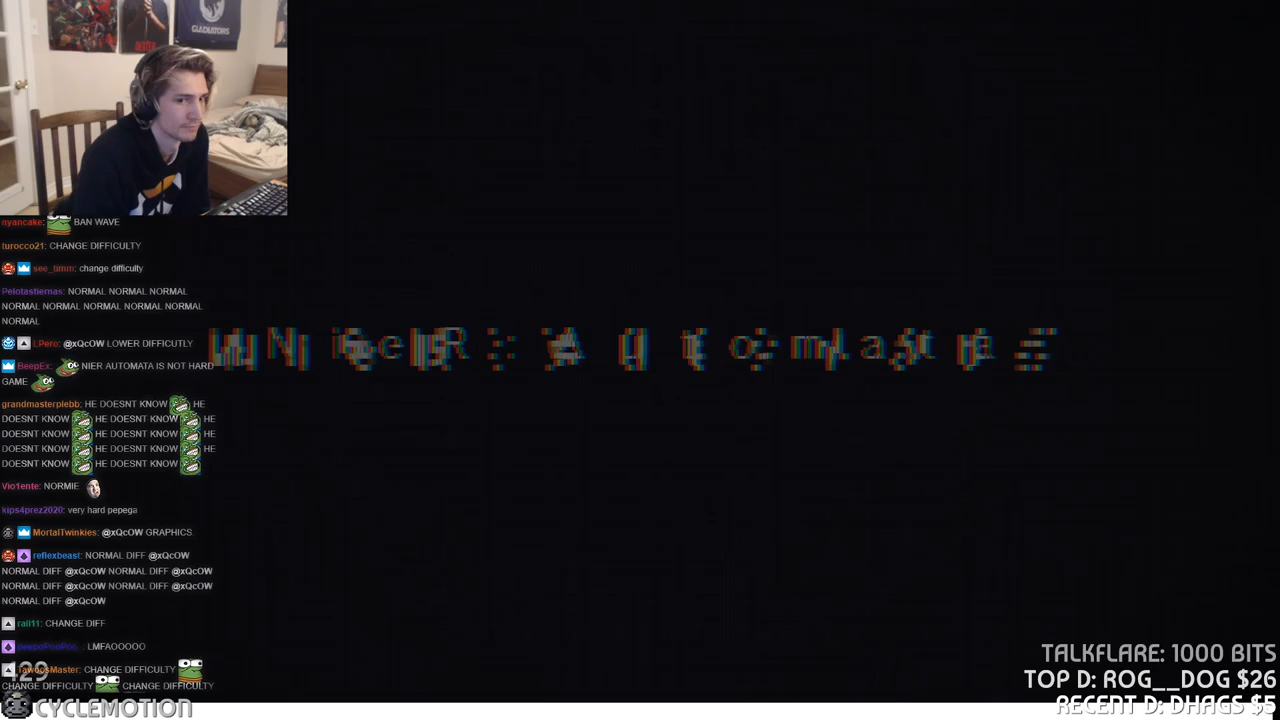 GLADIATORS
nyancake: BAN WAVE
turocco21: CHANGE DIFFICULTY
see_timm: change difficulty
Pelotastiernas: NORMAL NORMAL NORMAL
NORMAL NORMAL NORMAL NORMAL NORMAL
NORMAL
LPero: @xQcOW LOWER DIFFICUTLY
BeepEx: NIER AUTOMATA IS NOT HARD
GAME
grandmasterplebb: HE DOESNT KNOW HE
DOESNT KNOW HE DOESNT KNOW HE
DOESNT KNOW HE DOESNT KNOW HE
DOESNT KNOW HE DOESNT KNOW HE
DOESNT KNOW HE DOESNT KNOW
Vio1ente: NORMIE
kips4prez2020: very hard pepega
MortalTwinkies: @xQcOW GRAPHICS
reflexbeast: NORMAL DIFF @xQcOW
NORMAL DIFF @xQcOW NORMAL DIFF @xQcOW
NORMAL DIFF @xQcOW NORMAL DIFF @xQcOW
NORMAL DIFF @xQcOW
rall11: CHANGE DIFF
peepoPooPoo: LMFAOOOOO
TawoosMaster: CHANGE DIFFICULTY
CHANGE DIFFICULTY CHANGE DIFFICULTY
429
CYCLEMOTION
TALKFLARE: 1000 BITS
TOP D: ROG__DOG $26
RECENT D: DHAGS $5